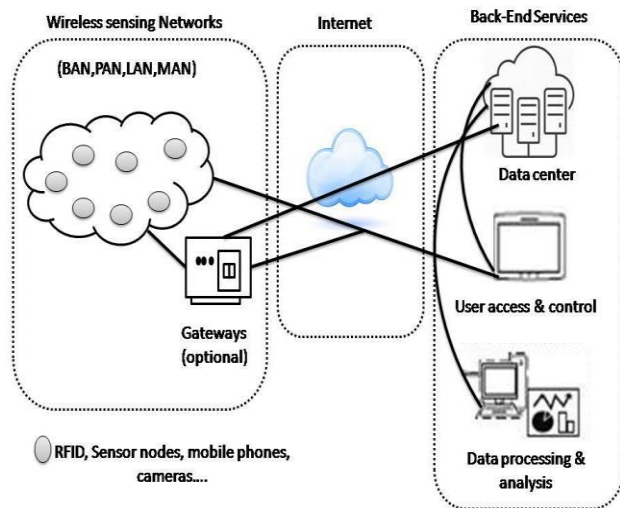 Wireless sensing Networks
(BAN,PAN,LAN,MAN)
Gateways
(optional)
RFID, Sensor nodes, mobile phones,
cameras....
Internet
Back-End Services
Data center
User access & control
Data processing &
analysis